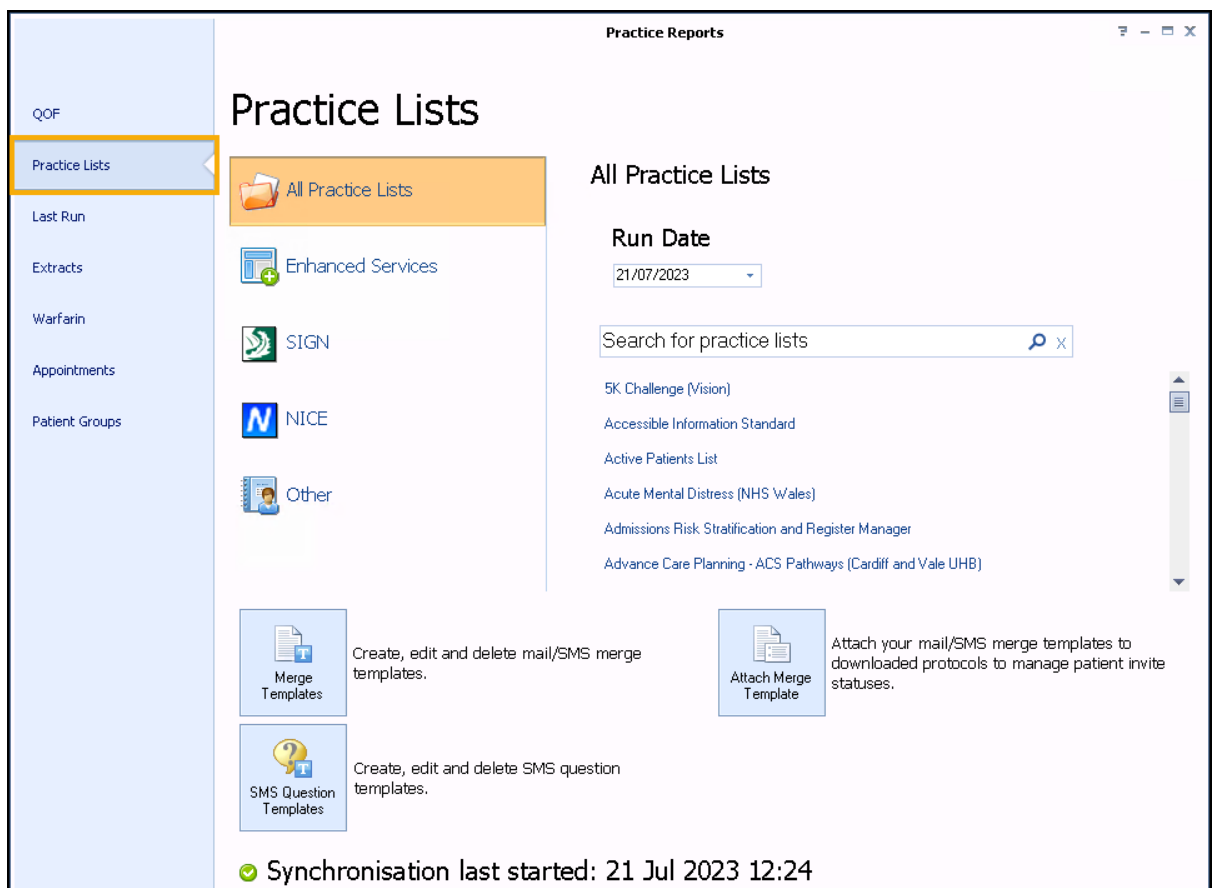 Practice Reports
QOF
Practice Lists
Last Run
Extracts
Warfarin
Appointments
Patient Groups
Practice Lists
All Practice Lists
Enhanced Services
SIGN
NICE
Other
All Practice Lists
Run Date
21/07/2023
Search for practice lists
5K Challenge (Vision)
Accessible Information Standard
Active Patients List
Acute Mental Distress (NHS Wales)
Admissions Risk Stratification and Register Manager
Advance Care Planning - ACS Pathways (Cardiff and Vale UHB)
Merge
Templates
Create, edit and delete mail/SMS merge
templates.
Attach Merge
Template
Attach your mail/SMS merge templates to
downloaded protocols to manage patient invite
statuses.
SMS Question
Templates
Create, edit and delete SMS question
templates.
Synchronisation last started: 21 Jul 2023 12:24